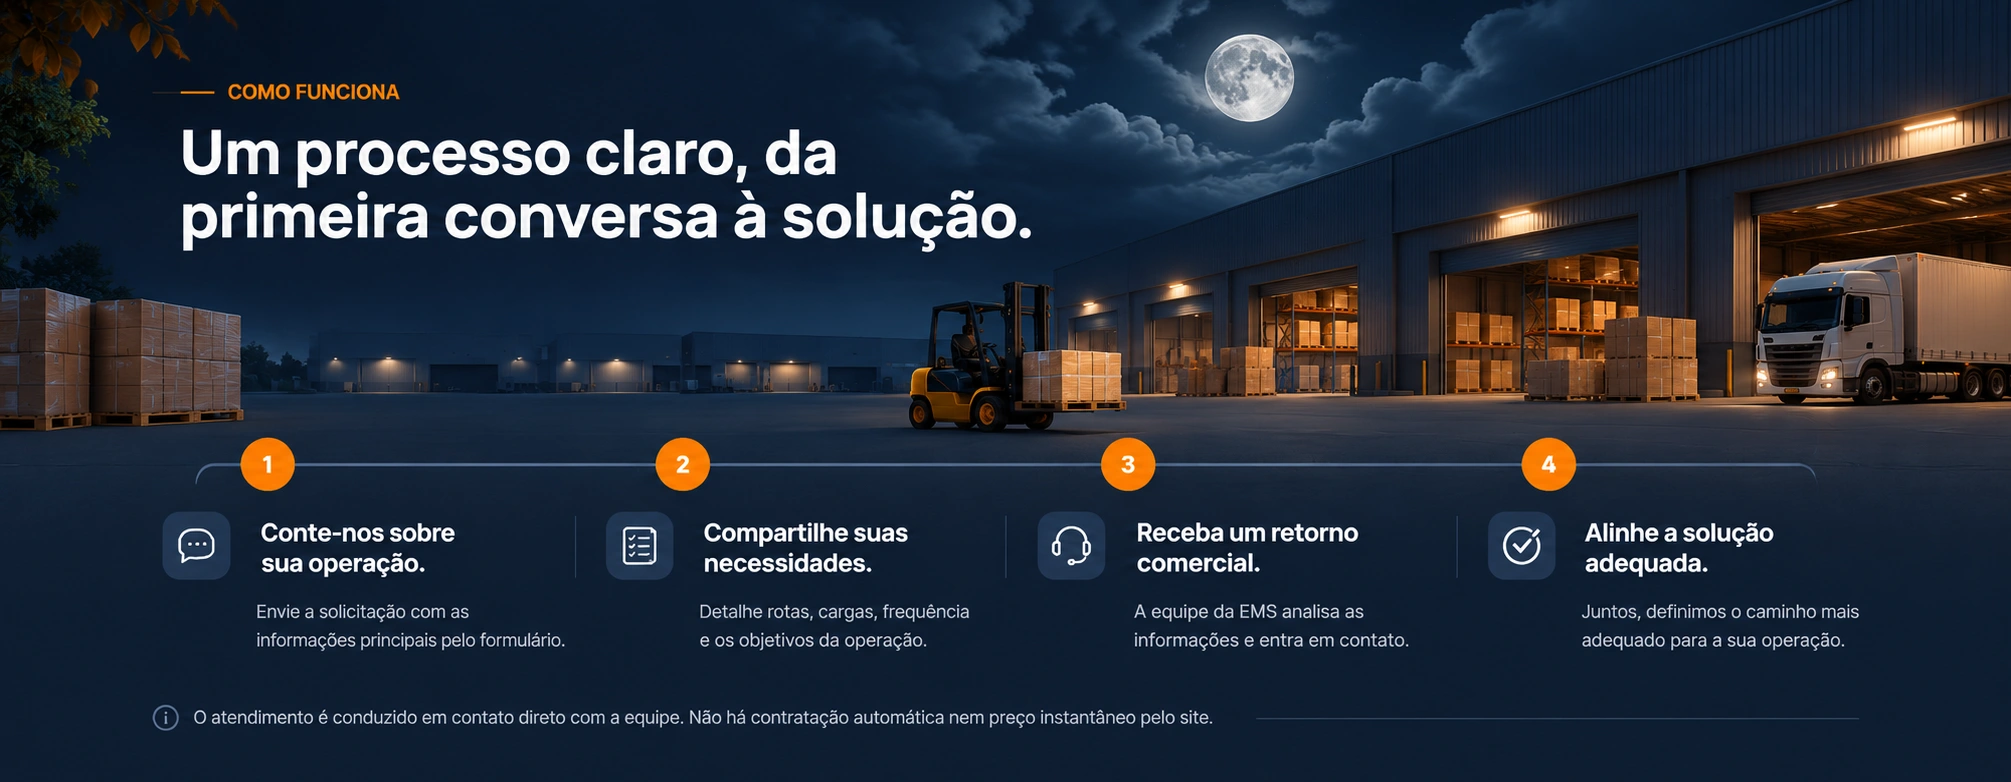 COMO FUNCIONA
Um processo claro, da
primeira conversa à solução.
1
2
3
4
Conte-nos sobre
sua operação.
Envie a solicitação com as
informações principais pelo formulário.
Compartilhe suas
necessidades.
Detalhe rotas, cargas, frequência
e os objetivos da operação.
Receba um retorno
comercial.
A equipe da EMS analisa as
informações e entra em contato.
Alinhe a solução
adequada.
Juntos, definimos o caminho mais
adequado para a sua operação.
O atendimento é conduzido em contato direto com a equipe. Não há contratação automática nem preço instantâneo pelo site.